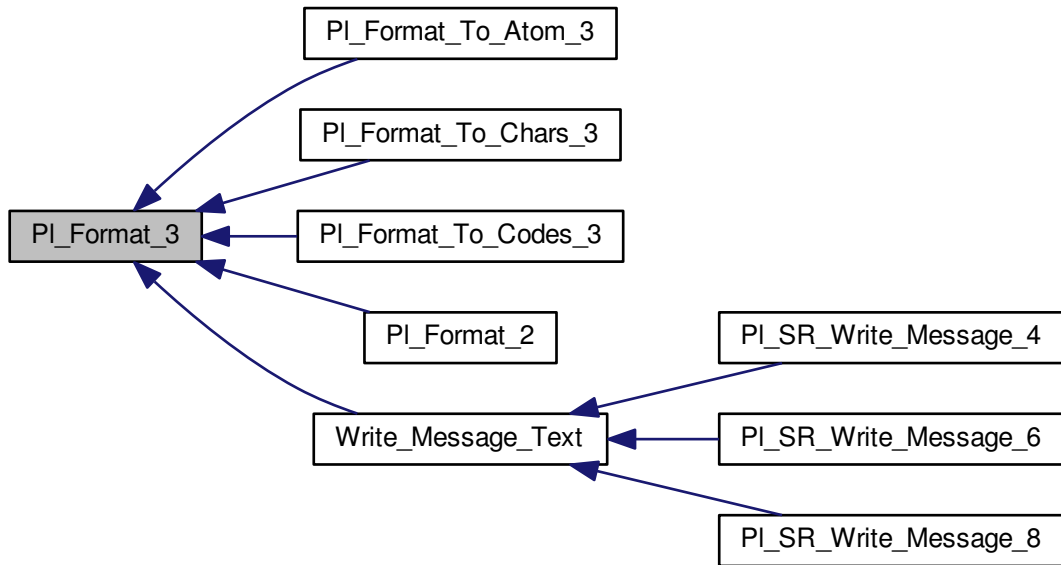 Pl_Format_To_Atom_3
Pl_Format_To_Chars_3
Pl_Format_3
Pl_Format_To_Codes_3
Pl_Format_2
Pl_SR_Write_Message_4
Write_Message_Text
Pl_SR_Write_Message_6
Pl_SR_Write_Message_8